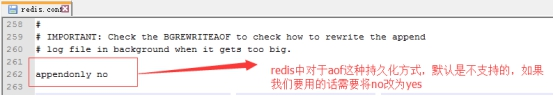 redis.conf
258 #
259 # IMPORTANT: Check the BGREWRITEAOF to check how to rewrite the append
260 # log file in background when it gets too big.
261
262 appendonly no
263
redis中对于aof这种持久化方式，默认是不支持的，如果
我们要用的话需要将no改为yes